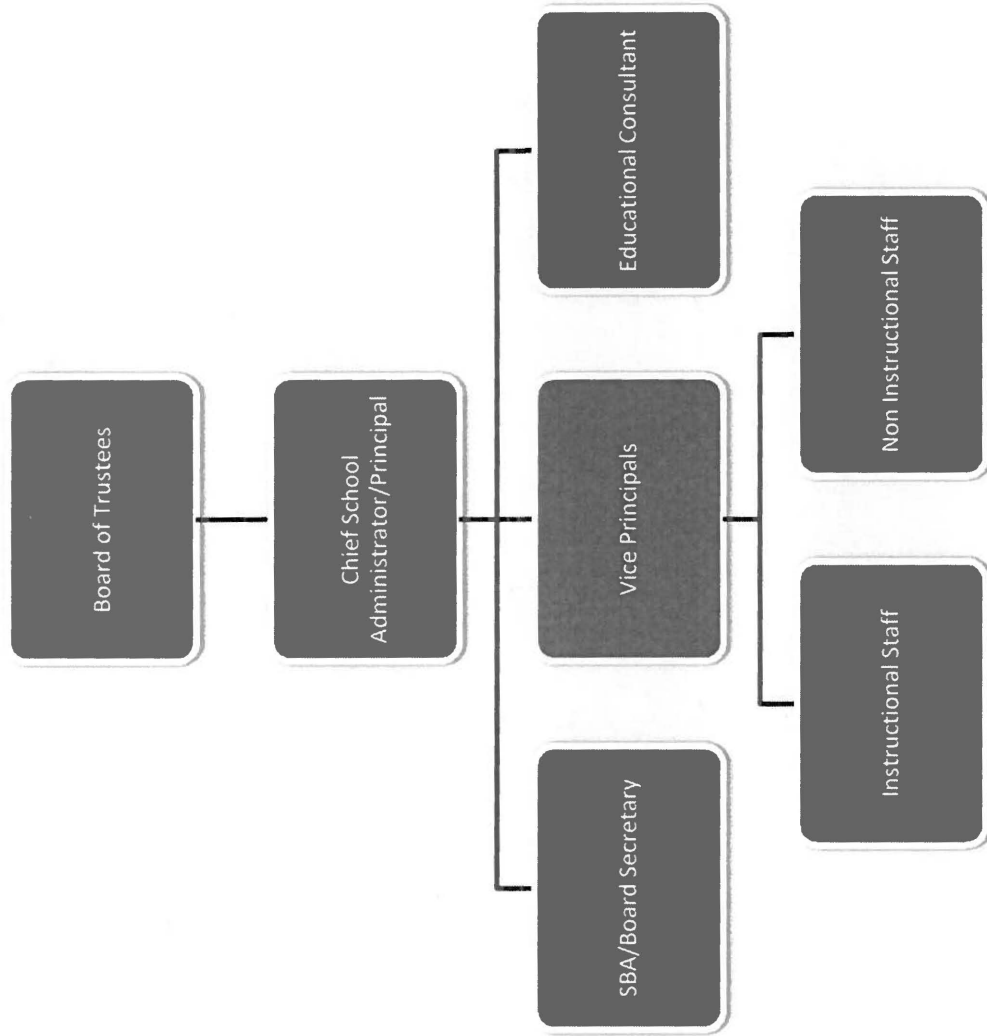 Board of Trustees
Chief School
Administrator/Principal
SBA/Board Secretary
Vice Principals
Educational Consultant
Instructional Staff
Non Instructional Staff